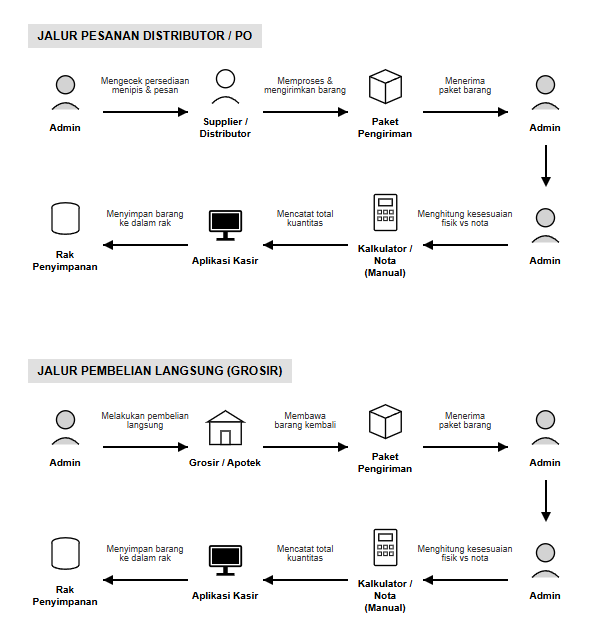 JALUR PESANAN DISTRIBUTOR / PO
Mengecek persediaan
menipis & pesan
Memproses &
mengirimkan barang
Menerima
paket barang
Admin
Supplier /
Distributor
Paket
Pengiriman
Admin
Menyimpan barang
ke dalam rak
Mencatat total
kuantitas
Menghitung kesesuaian
fisik vs nota
Rak
Penyimpanan
Aplikasi Kasir
Kalkulator /
Nota
(Manual)
Admin
JALUR PEMBELIAN LANGSUNG (GROSIR)
Melakukan pembelian
langsung
Membawa
barang kembali
Menerima
paket barang
Admin
Grosir / Apotek
Paket
Pengiriman
Admin
Menyimpan barang
ke dalam rak
Mencatat total
kuantitas
Menghitung kesesuaian
fisik vs nota
Rak
Penyimpanan
Aplikasi Kasir
Kalkulator /
Nota
(Manual)
Admin